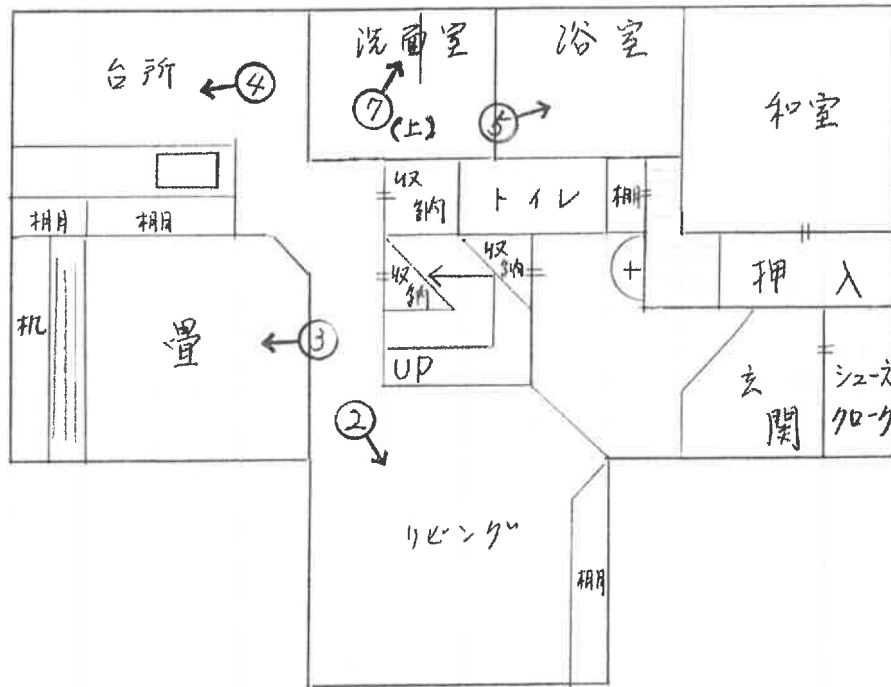 台所
④
洗面室
⑦
(上)
浴室
⑤
和室
収納
トイレ
棚
棚
棚
収納
収納
押入
机
畳
③
UP
②
玄関
シューズクローク
リビング
棚